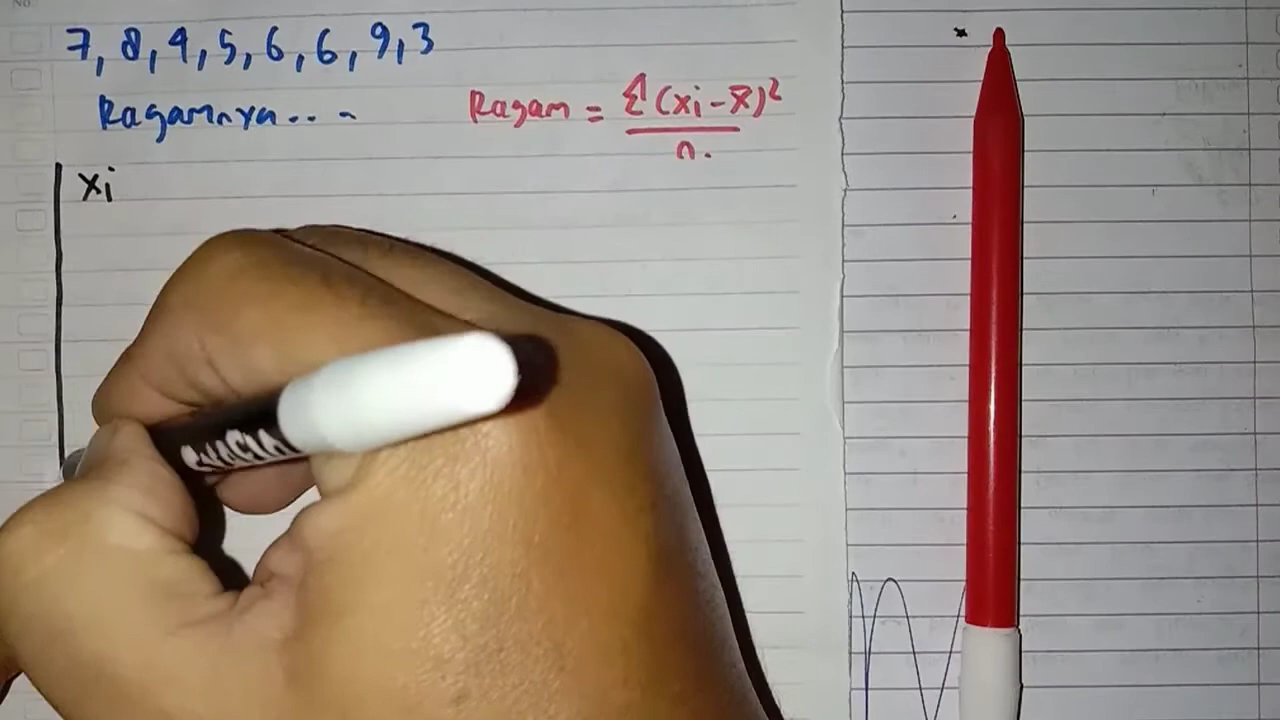 7, 8, 4, 5, 6, 6, 9, 3
Ragamnya...
Ragam = Σ(xi-x̄)²
n.
xi